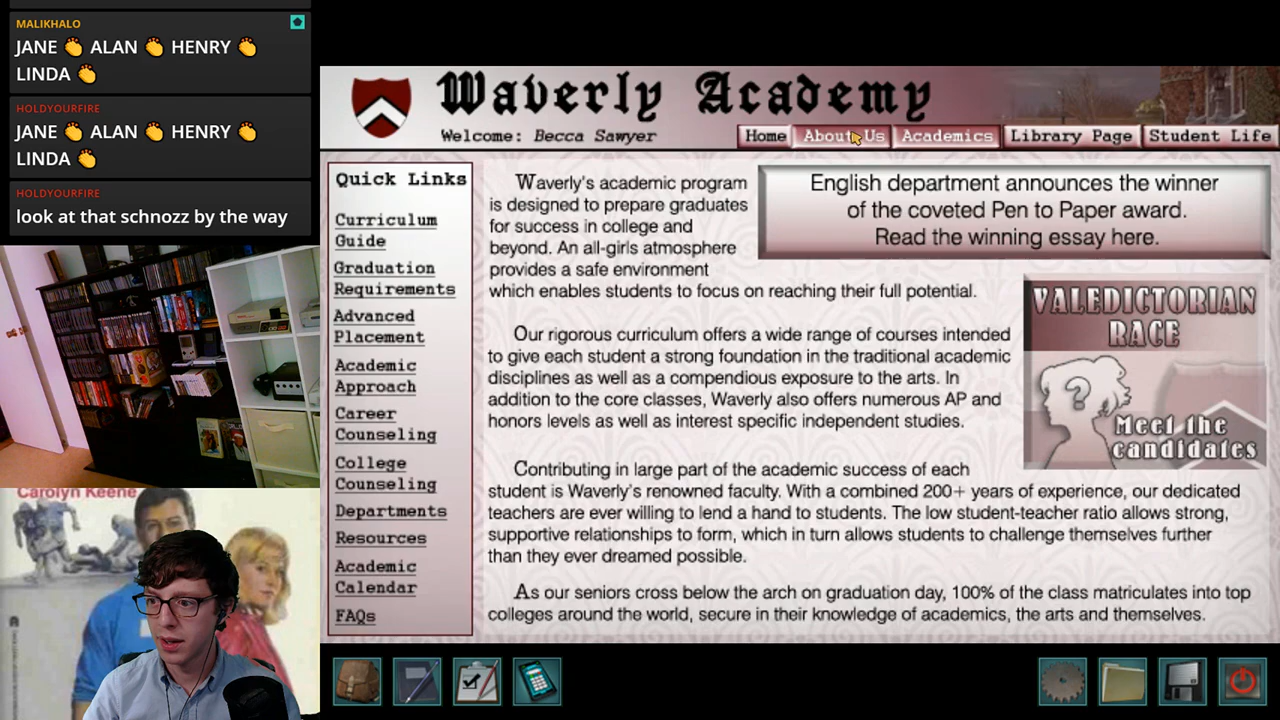 MALIKHALO
JANE 👏 ALAN 👏 HENRY 👏
LINDA 👏
HOLDYOURFIRE
JANE 👏 ALAN 👏 HENRY 👏
LINDA 👏
HOLDYOURFIRE
look at that schnozz by the way
Carolyn Keene
Waverly Academy
Welcome: Becca Sawyer
Home
About Us
Academics
Library Page
Student Life
Quick Links
Curriculum
Guide
Graduation
Requirements
Advanced
Placement
Academic
Approach
Career
Counseling
College
Counseling
Departments
Resources
Academic
Calendar
FAQs
Waverly's academic program
is designed to prepare graduates
for success in college and
beyond. An all-girls atmosphere
provides a safe environment
which enables students to focus on reaching their full potential.
Our rigorous curriculum offers a wide range of courses intended
to give each student a strong foundation in the traditional academic
disciplines as well as a compendious exposure to the arts. In
addition to the core classes, Waverly also offers numerous AP and
honors levels as well as interest specific independent studies.
Contributing in large part of the academic success of each
student is Waverly's renowned faculty. With a combined 200+ years of experience, our dedicated
teachers are ever willing to lend a hand to students. The low student-teacher ratio allows strong,
supportive relationships to form, which in turn allows students to challenge themselves further
than they ever dreamed possible.
As our seniors cross below the arch on graduation day, 100% of the class matriculates into top
colleges around the world, secure in their knowledge of academics, the arts and themselves.
English department announces the winner
of the coveted Pen to Paper award.
Read the winning essay here.
VALEDICTORIAN
RACE
?
Meet the
candidates